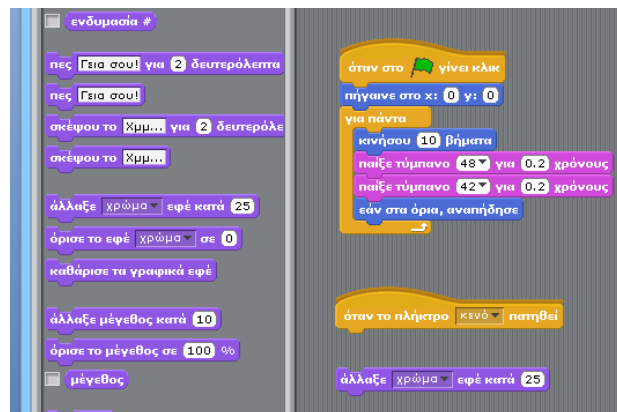 ενδυμασία #
πες Γεια σου! για 2 δευτερόλεπτα
πες Γεια σου!
σκέψου το Χμμ... για 2 δευτερόλε
σκέψου το Χμμ...
άλλαξε χρώμα εφέ κατά 25
όρισε το εφέ χρώμα σε 0
καθάρισε τα γραφικά εφέ
άλλαξε μέγεθος κατά 10
όρισε το μέγεθος σε 100 %
μέγεθος
όταν στο γίνει κλικ
πήγαινε στο x: 0 y: 0
για πάντα
κινήσου 10 βήματα
παίξε τύμπανο 48 για 0.2 χρόνους
παίξε τύμπανο 42 για 0.2 χρόνους
εάν στα όρια, αναπήδησε
όταν το πλήκτρο κενό πατηθεί
άλλαξε χρώμα εφέ κατά 25